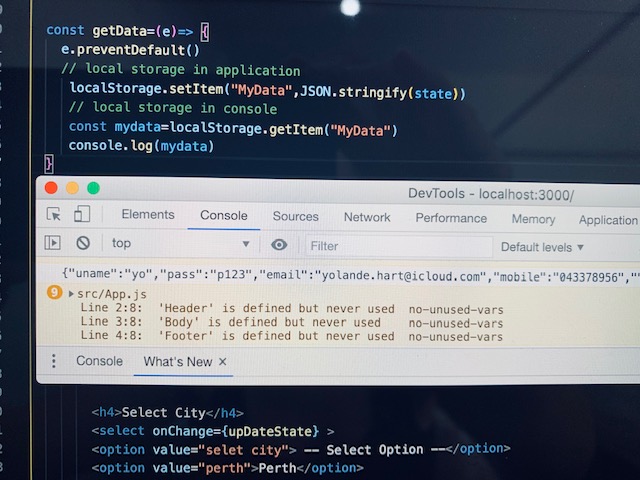 const getData=(e)=> {
e.preventDefault()
// local storage in application
localStorage.setItem("MyData",JSON.stringify(state))
// local storage in console
const mydata=localStorage.getItem("MyData")
console.log(mydata)
}
DevTools - localhost:3000/
Elements Console Sources Network Performance Memory Application
top Filter Default levels ▼
{"uname":"yo","pass":"p123","email":"yolande.hart@icloud.com","mobile":"043378956",""
9 ▶src/App.js
Line 2:8: 'Header' is defined but never used no-unused-vars
Line 3:8: 'Body' is defined but never used no-unused-vars
Line 4:8: 'Footer' is defined but never used no-unused-vars
Console What's New ×
<h4>Select City</h4>
<select onChange={upDateState} >
<option value="selet city"> -- Select Option --</option>
<option value="perth">Perth</option>